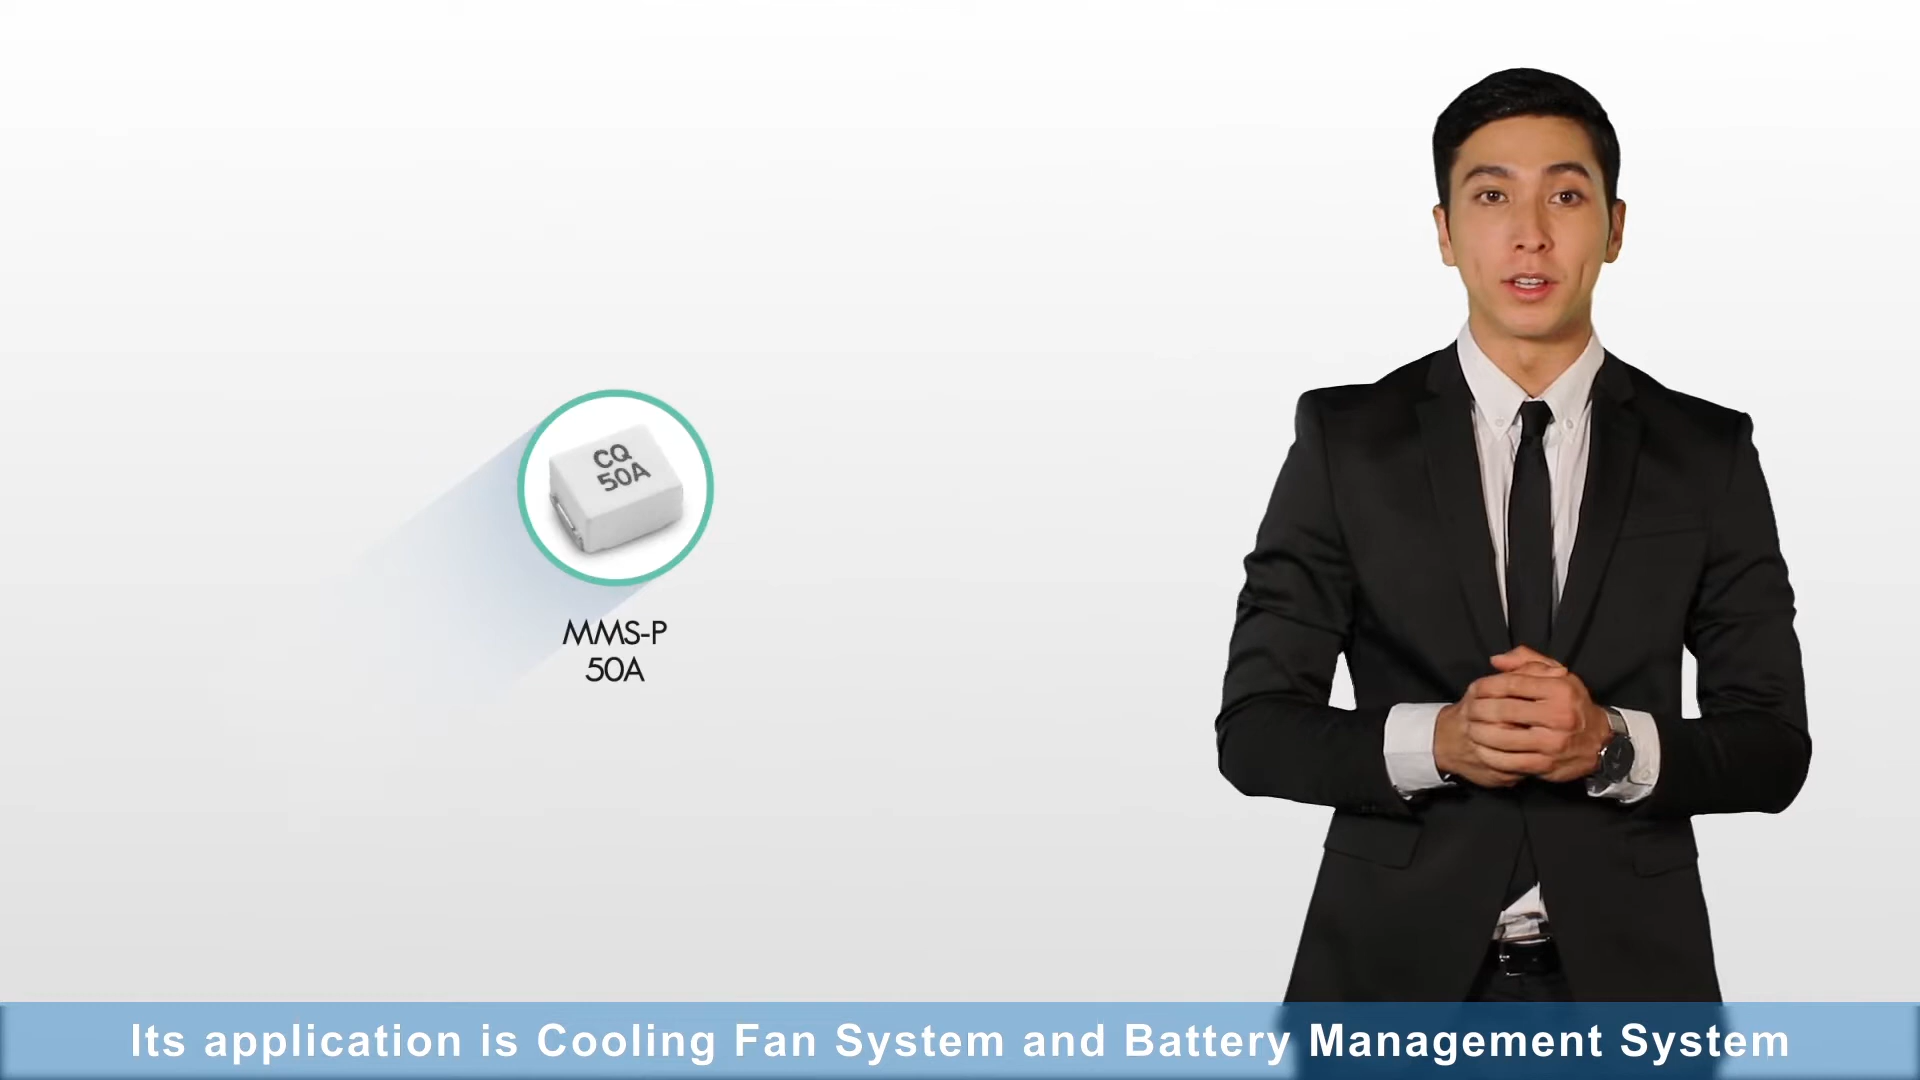 CQ
50A
MMS-P
50A
Its application is Cooling Fan System and Battery Management System